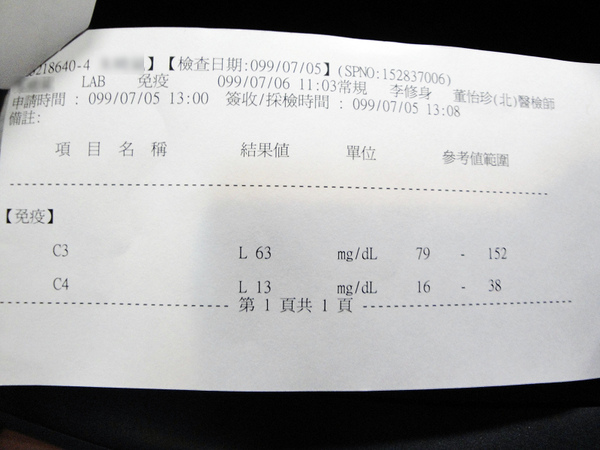 218640-4 】【檢查日期:099/07/05】(SPNO:152837006)
LAB 免疫 099/07/06 11:03常規 李修身 董怡珍(北)醫檢師
申請時間 : 099/07/05 13:00 簽收/採檢時間 : 099/07/05 13:08
備註:
項 目 名 稱 結果值 單位 參考值範圍
【免疫】
C3 L 63 mg/dL 79 - 152
C4 L 13 mg/dL 16 - 38
第 1 頁共 1 頁